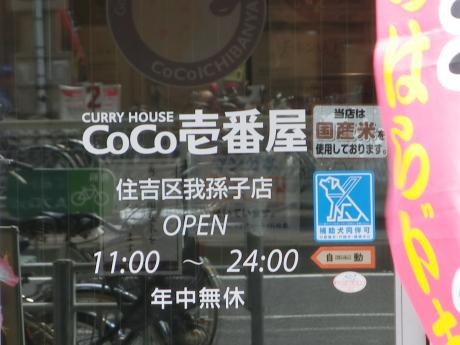 CoCoICHIBANYA
CURRY HOUSE
CoCo壱番屋
住吉区我孫子店
OPEN
11:00 ～ 24:00
年中無休
当店は
国産米を
使用しております。
補助犬同伴可
自動
2